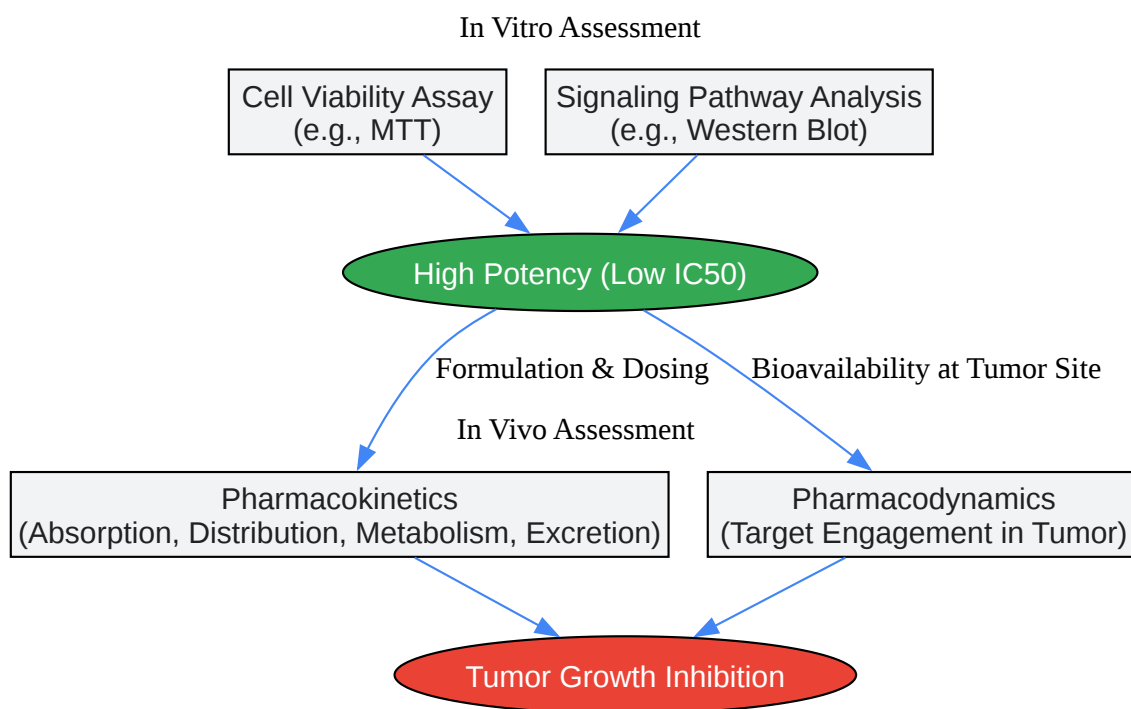 In Vitro Assessment
Cell Viability Assay
(e.g., MTT)
Signaling Pathway Analysis
(e.g., Western Blot)
High Potency (Low IC50)
Formulation & Dosing
Bioavailability at Tumor Site
In Vivo Assessment
Pharmacokinetics
(Absorption, Distribution, Metabolism, Excretion)
Pharmacodynamics
(Target Engagement in Tumor)
Tumor Growth Inhibition